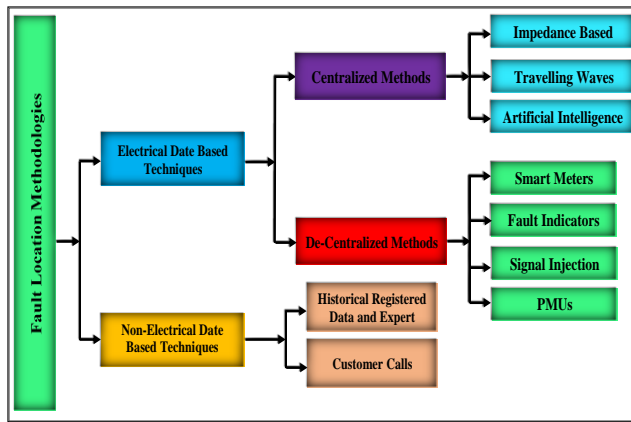 Fault Location Methodologies
Electrical Date Based
Techniques
Non-Electrical Date
Based Techniques
Centralized Methods
De-Centralized Methods
Historical Registered
Data and Expert
Customer Calls
Impedance Based
Travelling Waves
Artificial Intelligence
Smart Meters
Fault Indicators
Signal Injection
PMUs